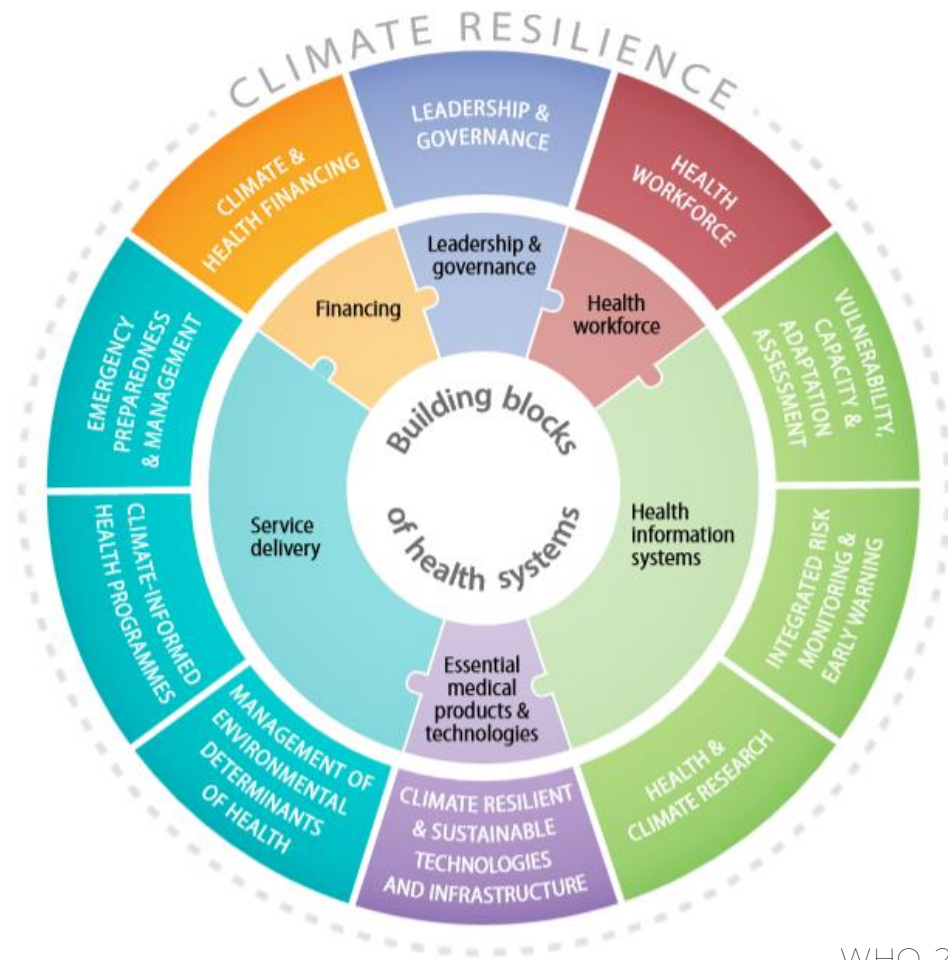 CLIMATE RESILIENCE
LEADERSHIP &
GOVERNANCE
HEALTH
WORKFORCE
VULNERABILITY,
CAPACITY &
ADAPTATION
ASSESSMENT
INTEGRATED RISK
MONITORING &
EARLY WARNING
HEALTH &
CLIMATE RESEARCH
CLIMATE RESILIENT
& SUSTAINABLE
TECHNOLOGIES
AND INFRASTRUCTURE
MANAGEMENT OF
ENVIRONMENTAL
DETERMINANTS
OF HEALTH
CLIMATE-INFORMED
HEALTH PROGRAMMES
EMERGENCY
PREPAREDNESS
& MANAGEMENT
CLIMATE &
HEALTH FINANCING
Leadership &
governance
Health
workforce
Health
information
systems
Essential
medical
products &
technologies
Service
delivery
Financing
Building blocks
of health systems
WHO